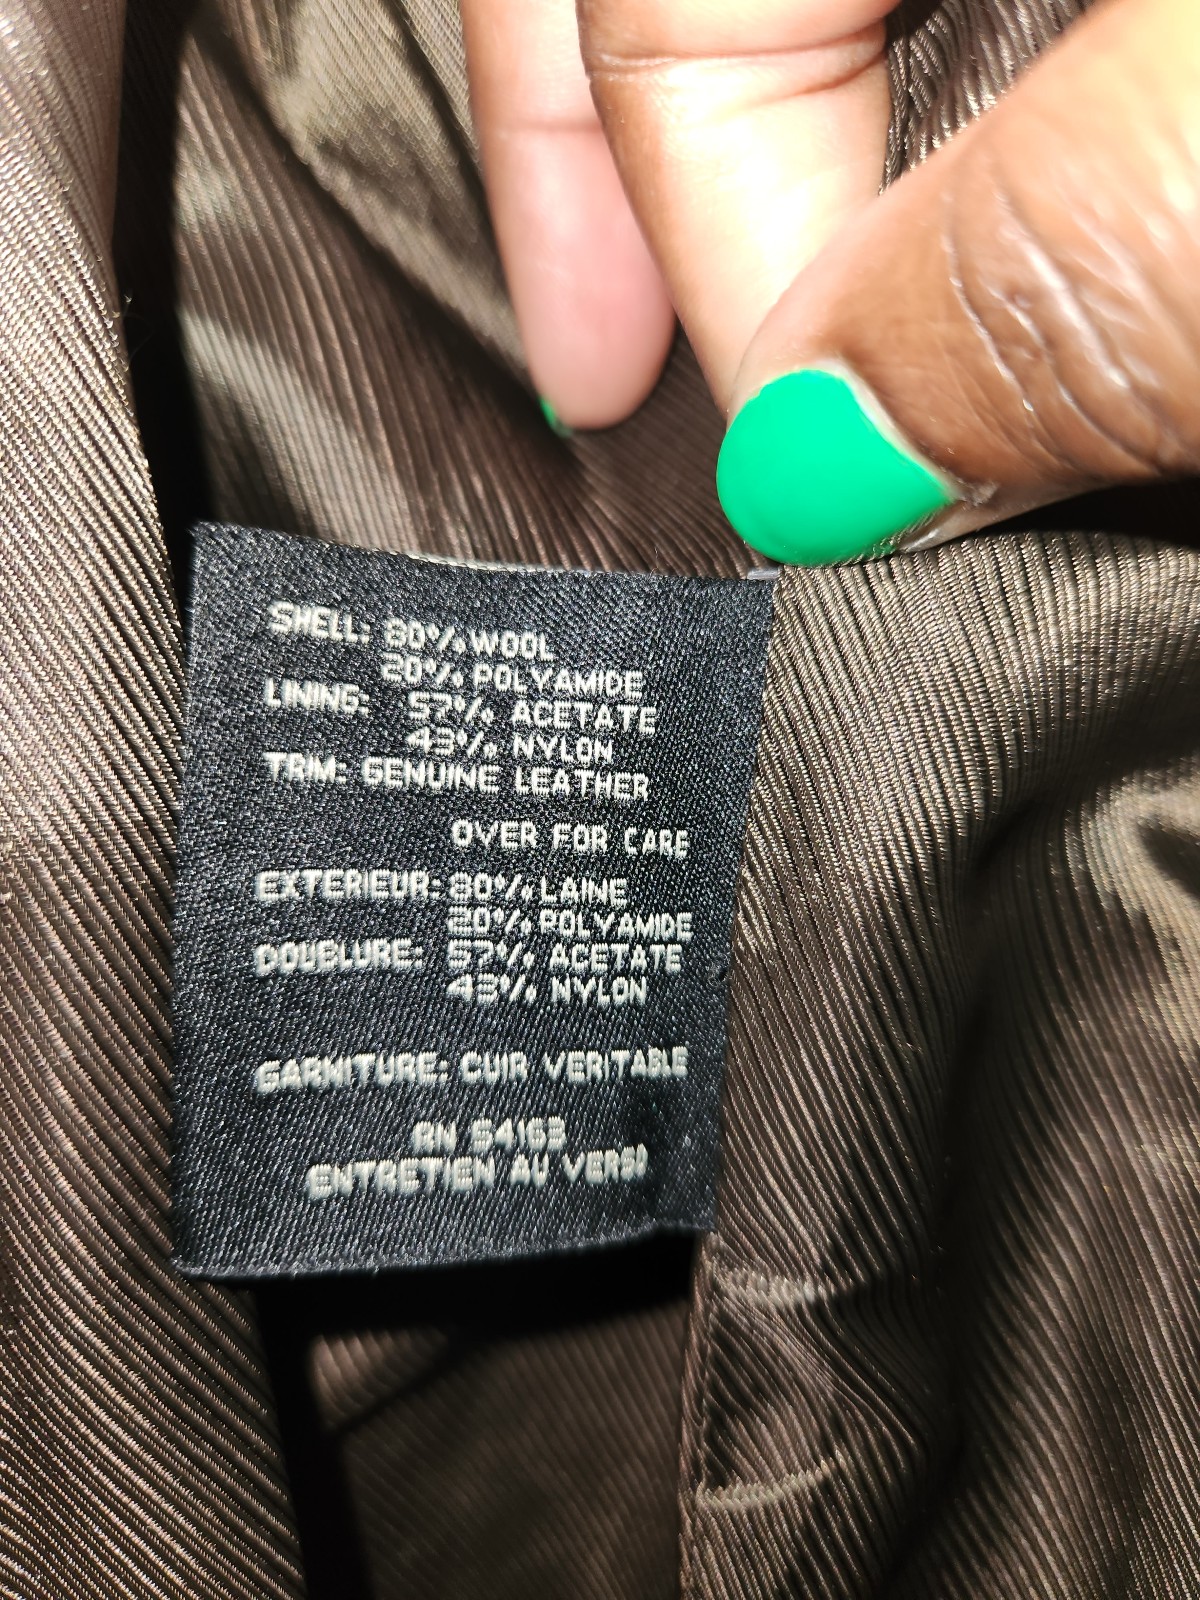 SHELL: 80% WOOL
20% POLYAMIDE
LINING: 57% ACETATE
43% NYLON
TRIM: GENUINE LEATHER
OVER FOR CARE
EXTERIEUR: 80% LAINE
20% POLYAMIDE
DOUBLURE: 57% ACETATE
43% NYLON
GARNITURE: CUIR VERITABLE
RN 54163
ENTRETIEN AU VERSO